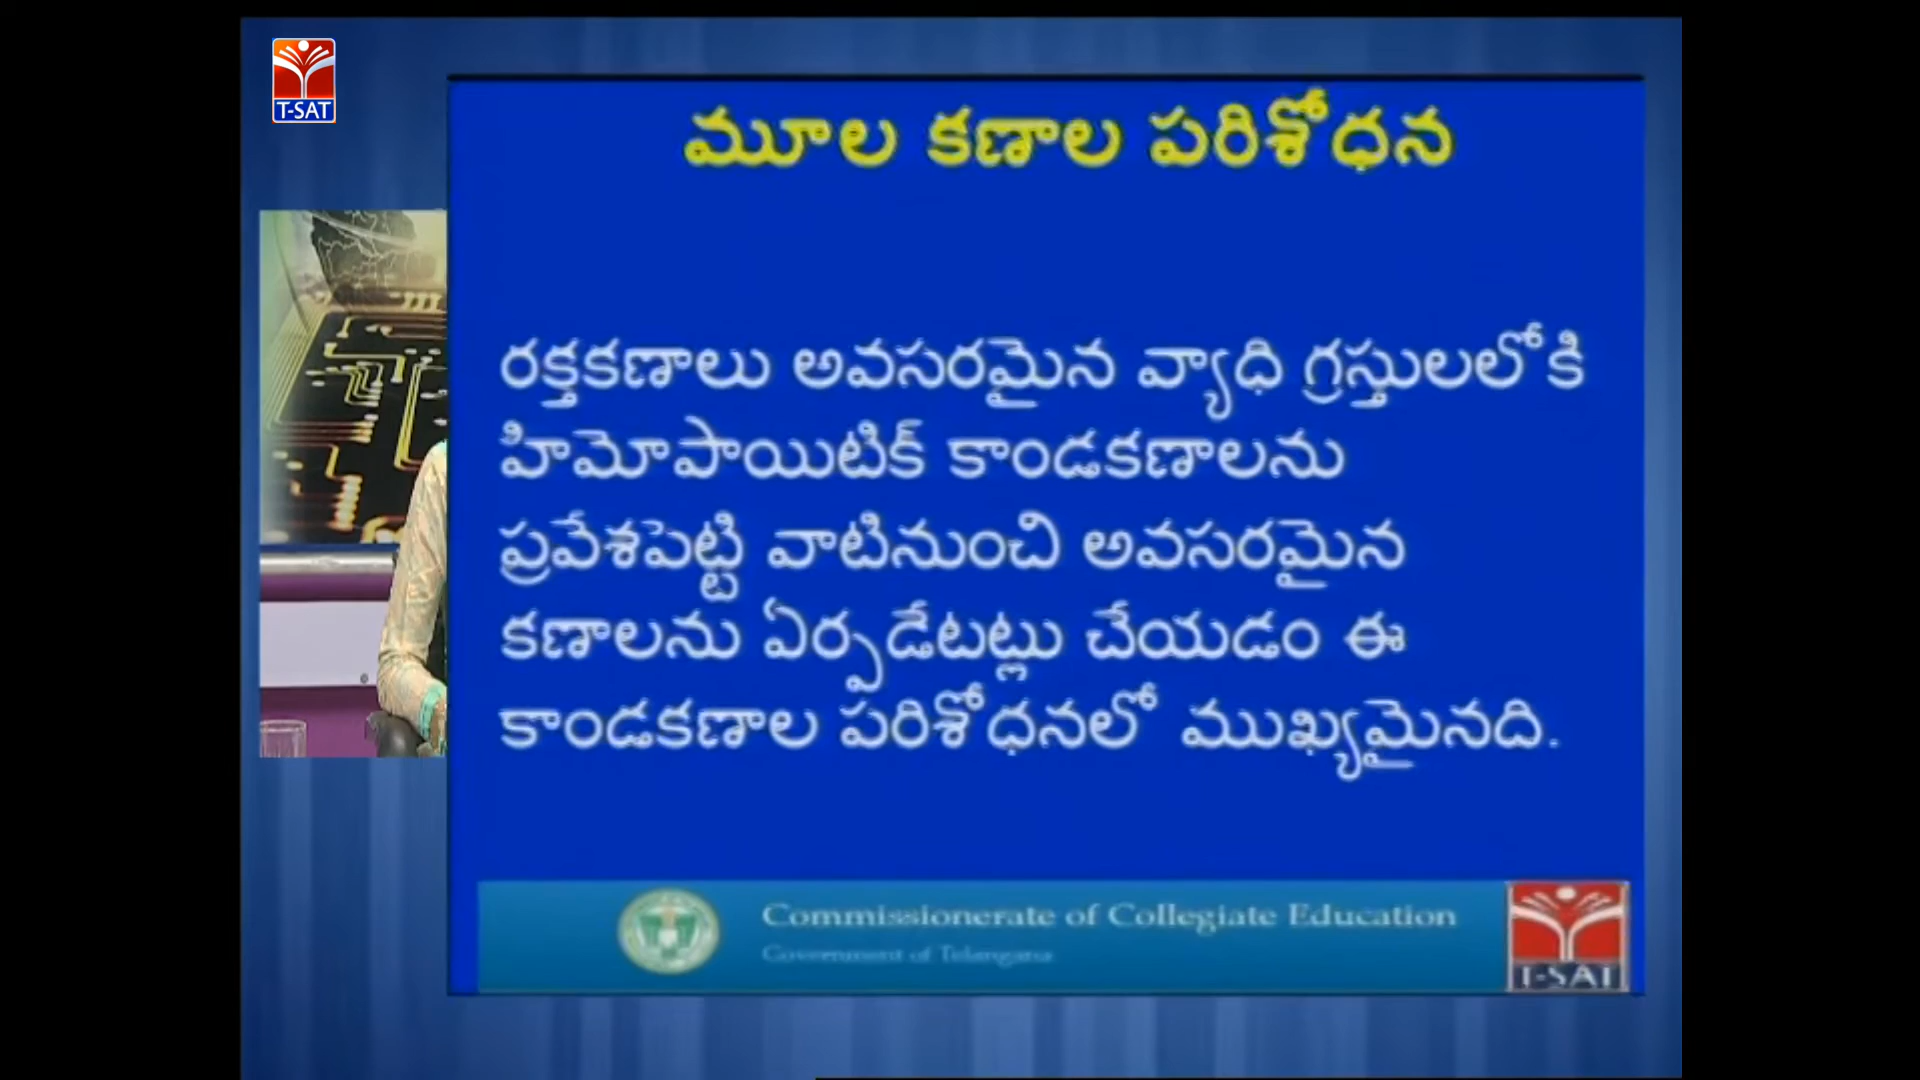 T-SAT
మూల కణాల పరిశోధన
రక్తకణాలు అవసరమైన వ్యాధి గ్రస్తులలోకి
హిమోపాయిటిక్ కాండకణాలను
ప్రవేశపెట్టి వాటినుంచి అవసరమైన
కణాలను ఏర్పడేటట్లు చేయడం ఈ
కాండకణాల పరిశోధనలో ముఖ్యమైనది.
Commissionerate of Collegiate Education
Government of Telangana
T-SAT